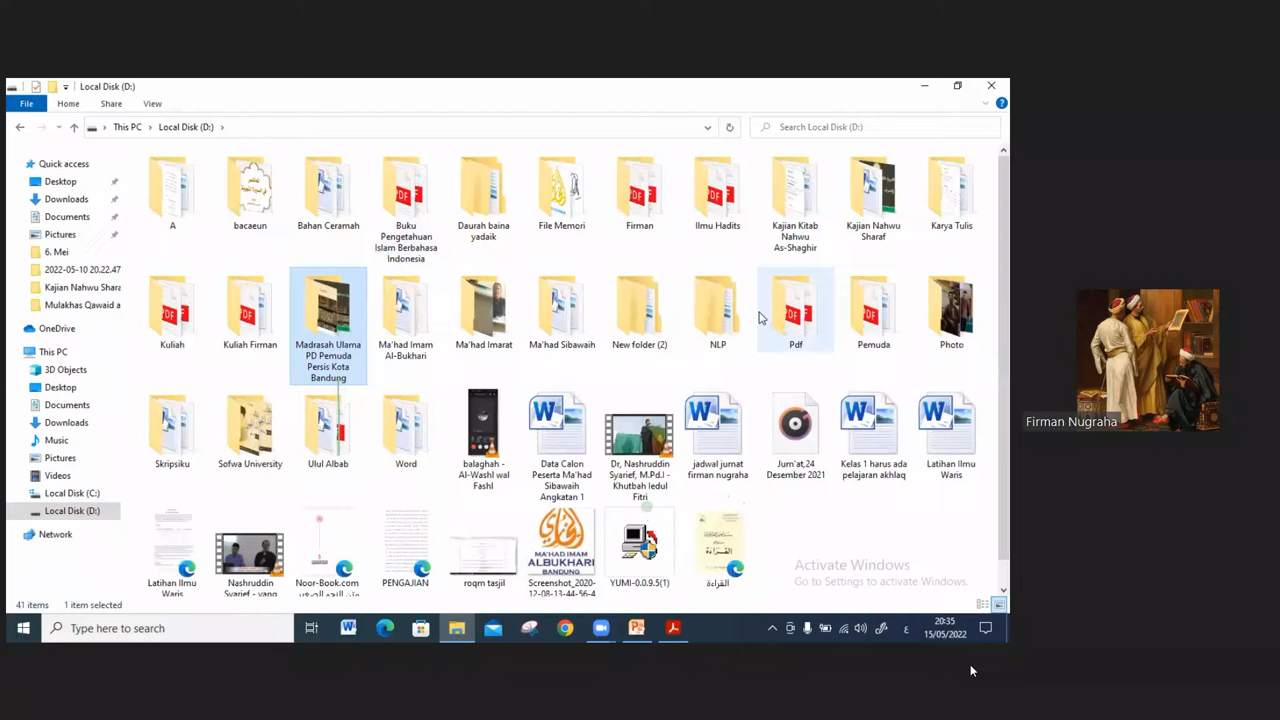 Local Disk (D:)
File Home Share View
This PC Local Disk (D:)
Search Local Disk (D:)
Quick access
Desktop
Downloads
Documents
Pictures
6. Mei
2022-05-10 20.22.47
Kajian Nahwu Shara
Mulakhas Qawaid a
OneDrive
This PC
3D Objects
Desktop
Documents
Downloads
Music
Pictures
Videos
Local Disk (C:)
Local Disk (D:)
Network
A
bacaeun
Bahan Ceramah
Buku
Pengetahuan
Islam Berbahasa
Indonesia
Daurah baina
yadaik
File Memori
Firman
Ilmu Hadits
Kajian Kitab
Nahwu
As-Shaghir
Kajian Nahwu
Sharaf
Karya Tulis
Kuliah
Kuliah Firman
Madrasah Ulama
PD Pemuda
Persis Kota
Bandung
Ma'had Imam
Al-Bukhari
Ma'had Imarat
Ma'had Sibawaih
New folder (2)
NLP
Pdf
Pemuda
Photo
Skripsiku
Sofwa University
Ulul Albab
Word
balaghah -
Al-Washl wal
Fashl
Data Calon
Peserta Ma'had
Sibawaih
Angkatan 1
Dr, Nashruddin
Syarief, M.Pd.I -
Khutbah Iedul
Fitri
jadwal jumat
firman nugraha
Jum'at,24
Desember 2021
Kelas 1 harus ada
pelajaran akhlaq
Latihan Ilmu
Waris
Latihan Ilmu
Waris
Nashruddin
Syarief - yang
Noor-Book.com
PENGAJIAN
roqm tasjil
MA'HAD IMAM
ALBUKHARI
BANDUNG
Screenshot_2020-
12-08-13-44-56-4
YUMI-0.0.9.5(1)
القراءة
Activate Windows
Go to Settings to activate Windows.
41 items 1 item selected
Type here to search
20:35
15/05/2022
Firman Nugraha